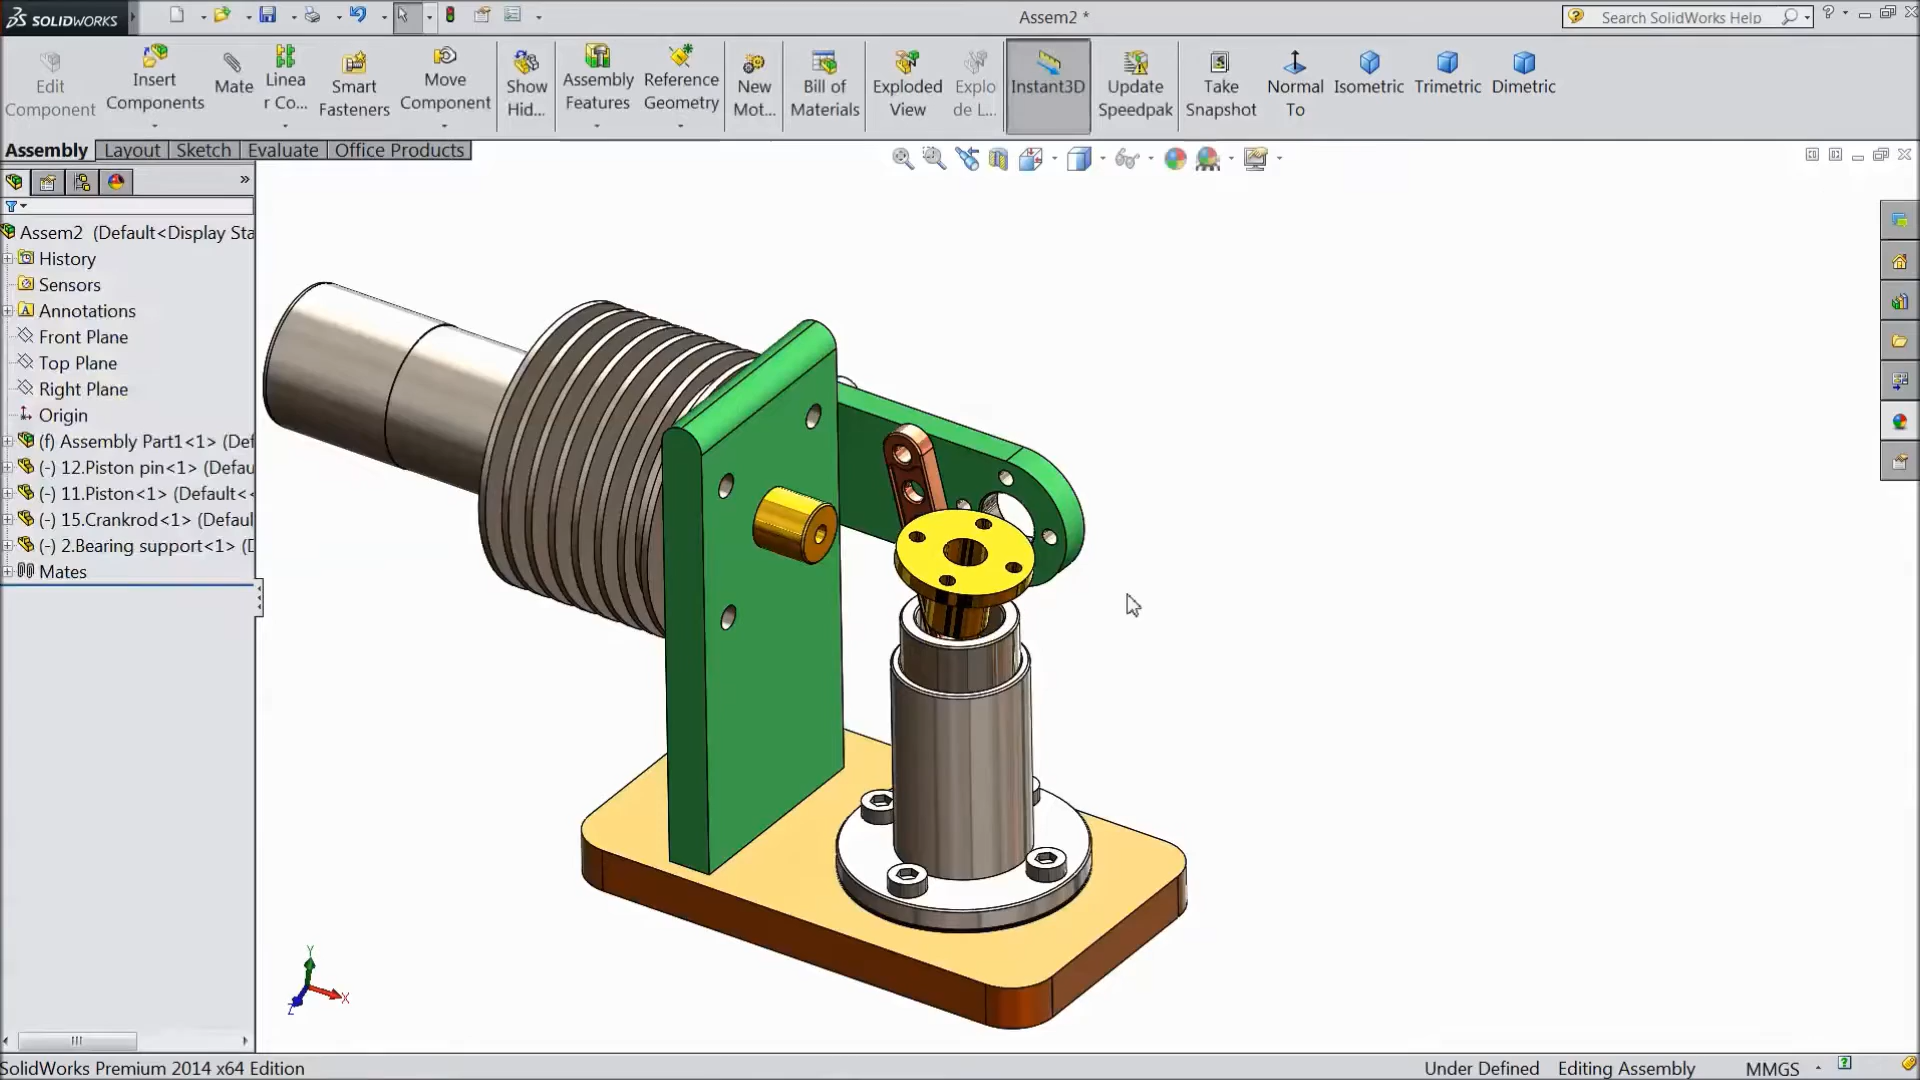 SOLIDWORKS
Assem2 *
Search SolidWorks Help
Edit Component
Insert Components
Mate
Linea r Co...
Smart Fasteners
Move Component
Show Hid...
Assembly Features
Reference Geometry
New Mot...
Bill of Materials
Exploded View
Explo de L...
Instant3D
Update Speedpak
Take Snapshot
Normal To
Isometric
Trimetric
Dimetric
Assembly
Layout
Sketch
Evaluate
Office Products
Assem2 (Default<Display Sta
History
Sensors
A Annotations
Front Plane
Top Plane
Right Plane
Origin
(f) Assembly Part1<1> (Def
(-) 12.Piston pin<1> (Defau
(-) 11.Piston<1> (Default<
(-) 15.Crankrod<1> (Defaul
(-) 2.Bearing support<1> (D
Mates
Y
X
Z
SolidWorks Premium 2014 x64 Edition
Under Defined
Editing Assembly
MMGS